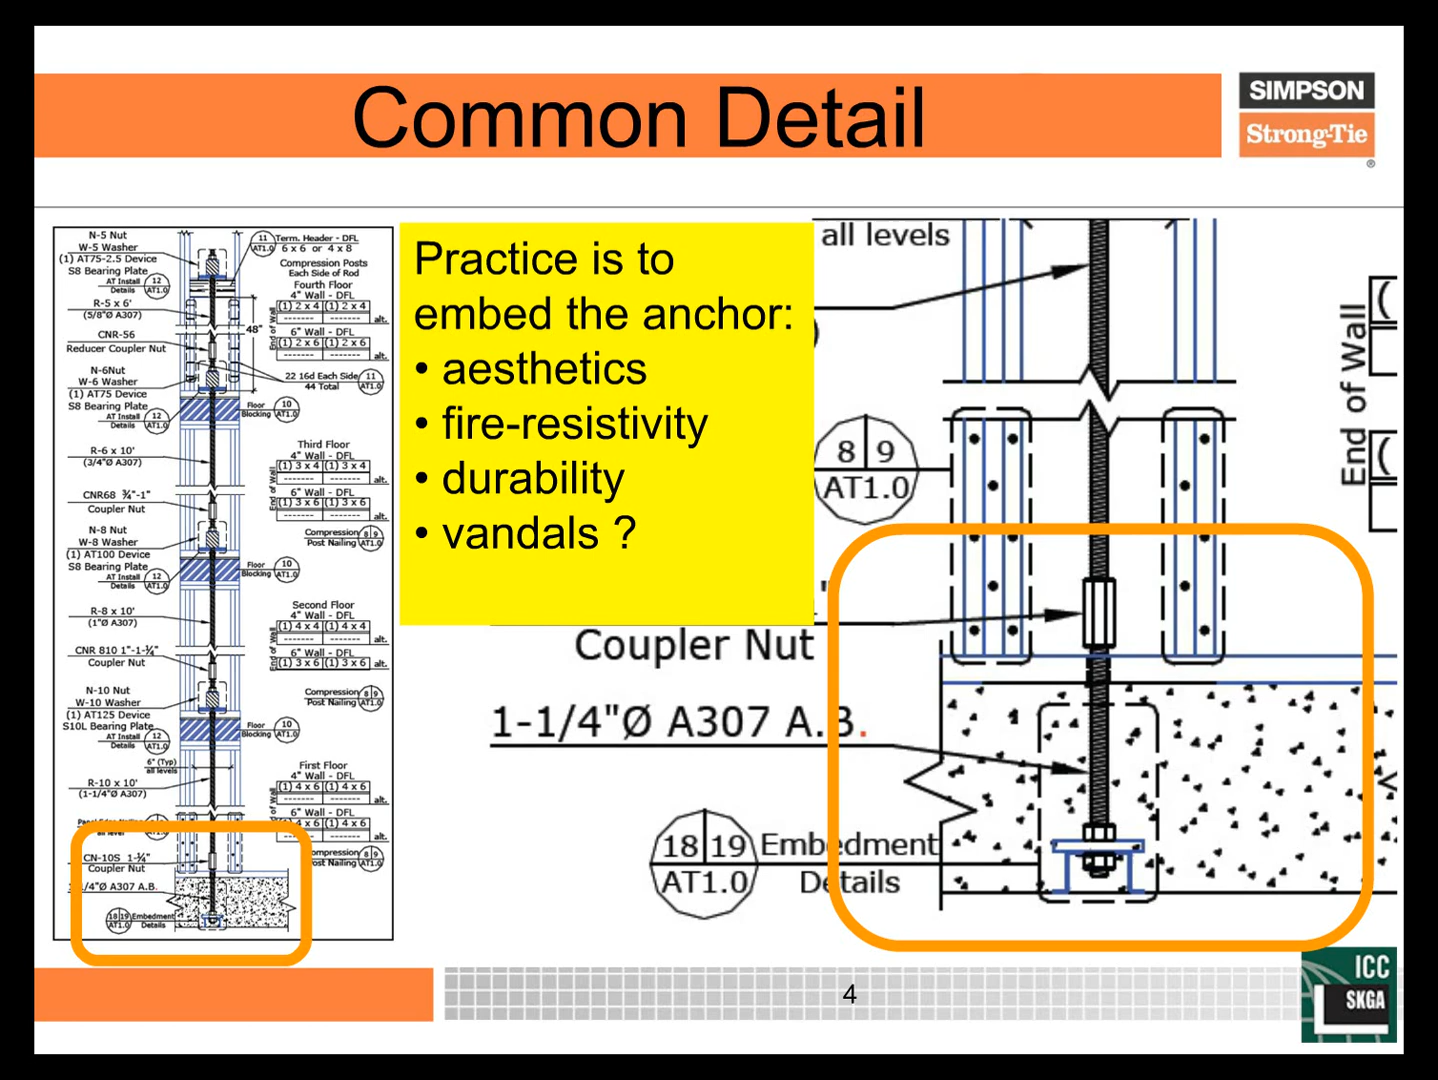 Common Detail
SIMPSON
Strong-Tie
®
N-5 Nut
W-5 Washer
(1) AT75-2.5 Device
S8 Bearing Plate
AT Install
Details
12
AT1.0
R-5 x 6'
(5/8"Ø A307)
CNR-56
Reducer Coupler Nut
N-6Nut
W-6 Washer
(1) AT75 Device
S8 Bearing Plate
AT Install
Details
12
AT1.0
R-6 x 10'
(3/4"Ø A307)
CNR68 ¾"-1"
Coupler Nut
N-8 Nut
W-8 Washer
(1) AT100 Device
S8 Bearing Plate
AT Install
Details
12
AT1.0
R-8 x 10'
(1"Ø A307)
CNR 810 1"-1-¼"
Coupler Nut
N-10 Nut
W-10 Washer
(1) AT125 Device
S10L Bearing Plate
AT Install
Details
12
AT1.0
6" (Typ)
all levels
R-10 x 10'
(1-1/4"Ø A307)
CN-10S 1-¼"
Coupler Nut
1/4"Ø A307 A.B.
18 19
AT1.0
Embedment
Details
11
AT1.0
Term. Header - DFL
6 x 6 or 4 x 8
Compression Posts
Each Side of Rod
Fourth Floor
4" Wall - DFL
(1) 2 x 4 (1) 2 x 4
alt.
6" Wall - DFL
(1) 2 x 6 (1) 2 x 6
alt.
End of Wall
48"
22 16d Each Side
44 Total
11
AT1.0
Floor
Blocking
10
AT1.0
Third Floor
4" Wall - DFL
(1) 3 x 4 (1) 3 x 4
alt.
6" Wall - DFL
(1) 3 x 6 (1) 3 x 6
alt.
End of Wall
Compression
Post Nailing
8 9
AT1.0
Floor
Blocking
10
AT1.0
Second Floor
4" Wall - DFL
(1) 4 x 4 (1) 4 x 4
alt.
6" Wall - DFL
(1) 3 x 6 (1) 3 x 6
alt.
End of Wall
Compression
Post Nailing
8 9
AT1.0
Floor
Blocking
10
AT1.0
First Floor
4" Wall - DFL
(1) 4 x 6 (1) 4 x 6
alt.
6" Wall - DFL
(1) 4 x 6 (1) 4 x 6
alt.
ompression
Post Nailing
8 9
AT1.0
Practice is to
embed the anchor:
• aesthetics
• fire-resistivity
• durability
• vandals ?
all levels
8 9
AT1.0
End of Wall
Coupler Nut
1-1/4"Ø A307 A.B.
18 19
AT1.0
Embedment
Details
4
ICC
SKGA